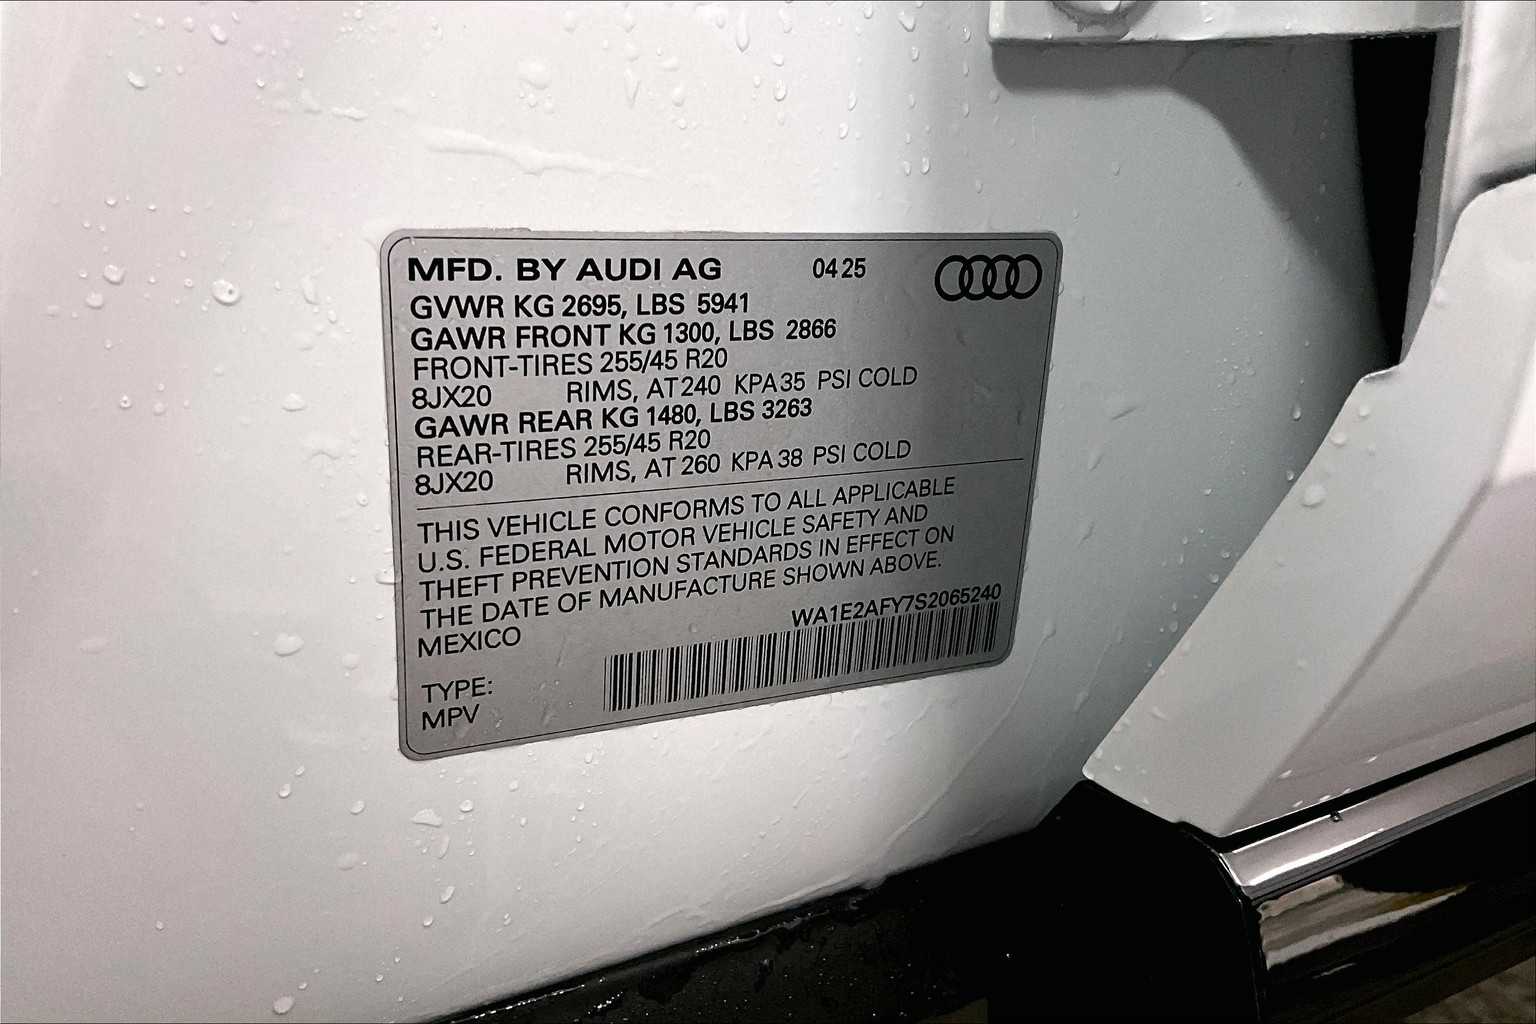 MFD. BY AUDI AG 04 25
GVWR KG 2695, LBS 5941
GAWR FRONT KG 1300, LBS 2866
FRONT-TIRES 255/45 R20
8JX20 RIMS, AT 240 KPA 35 PSI COLD
GAWR REAR KG 1480, LBS 3263
REAR-TIRES 255/45 R20
8JX20 RIMS, AT 260 KPA 38 PSI COLD
THIS VEHICLE CONFORMS TO ALL APPLICABLE
U.S. FEDERAL MOTOR VEHICLE SAFETY AND
THEFT PREVENTION STANDARDS IN EFFECT ON
THE DATE OF MANUFACTURE SHOWN ABOVE.
MEXICO WA1E2AFY7S2065240
TYPE:
MPV